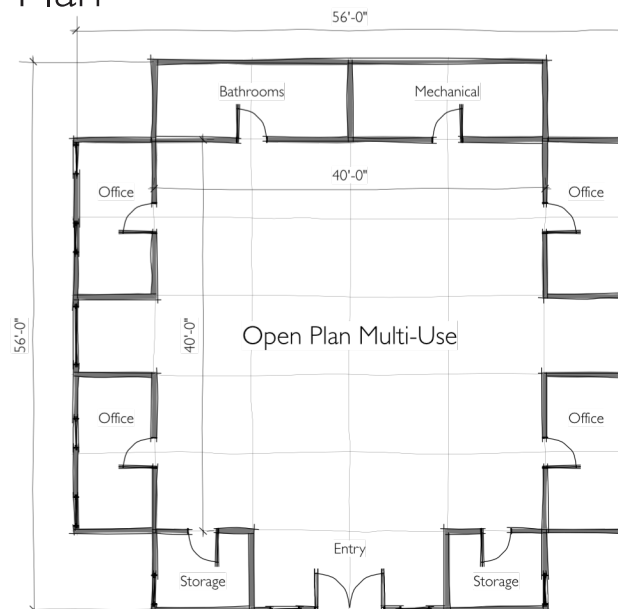 Plan
56'-0"
Bathrooms
Mechanical
Office
40'-0"
Office
56'-0"
40'-0"
Open Plan Multi-Use
Office
Office
Entry
Storage
Storage